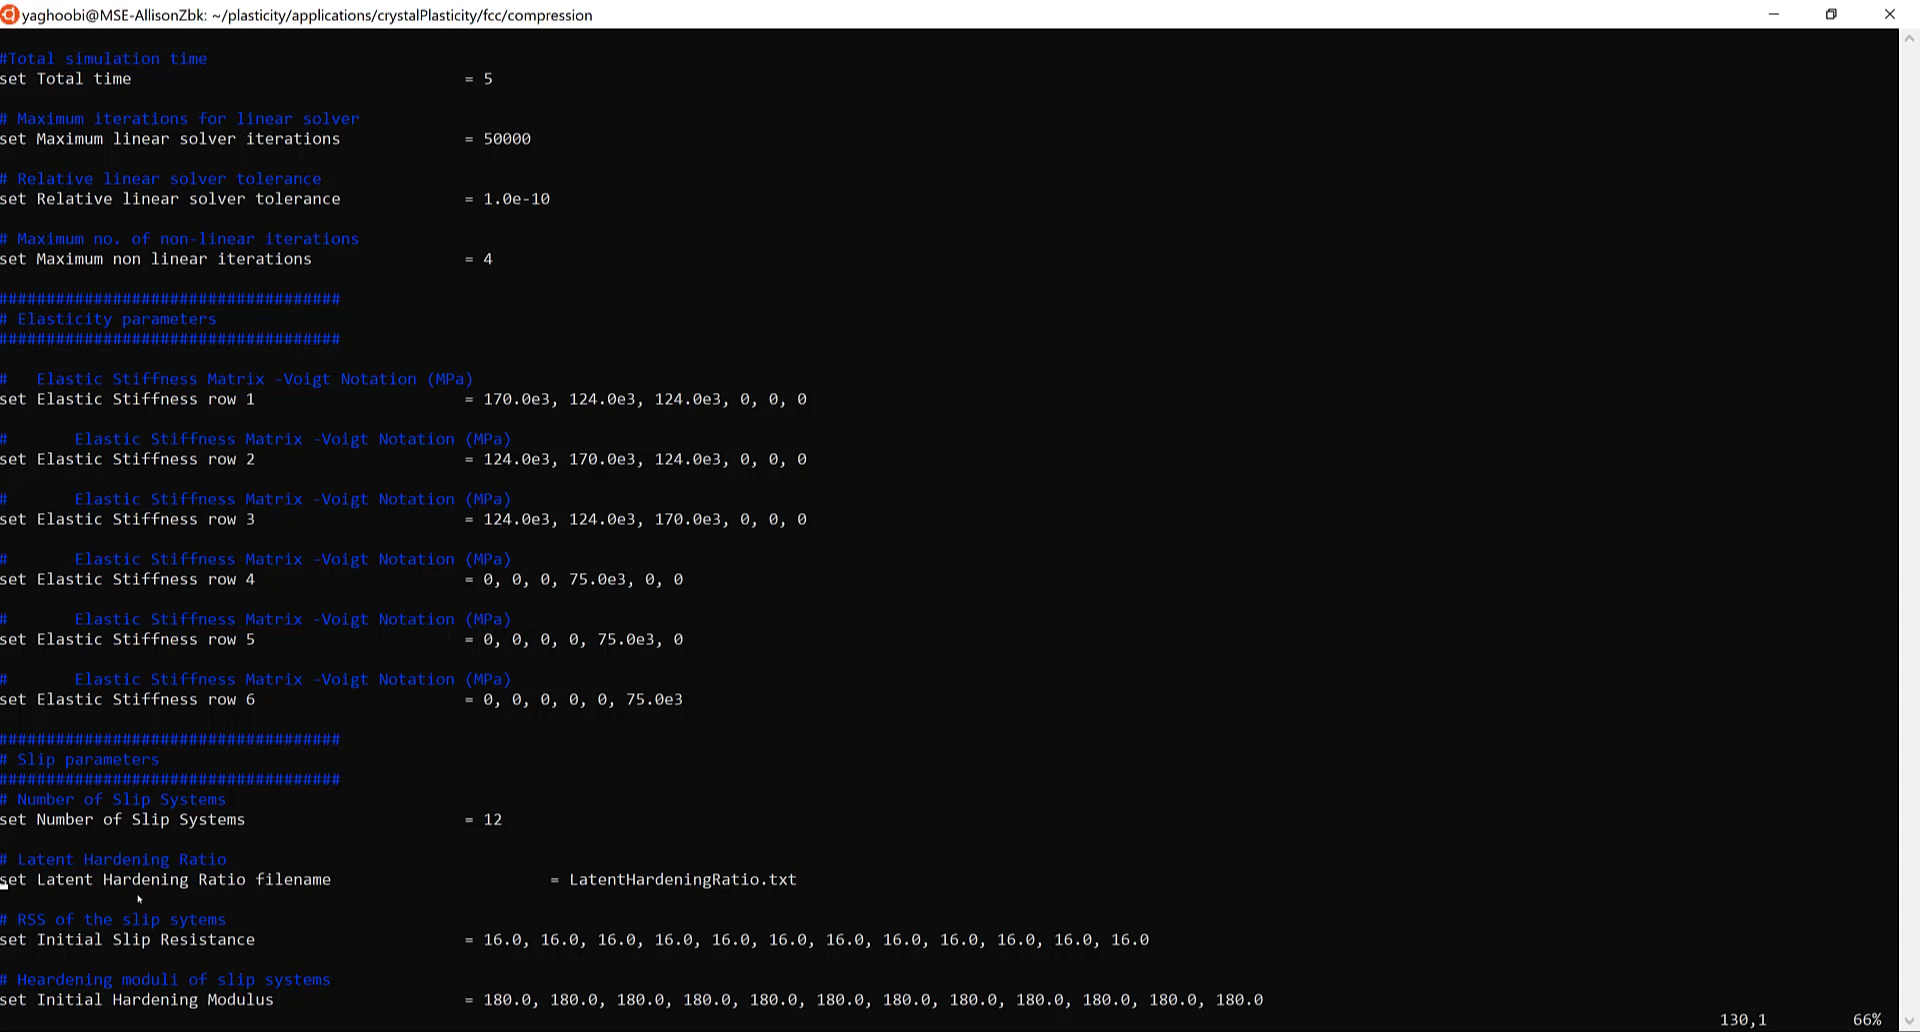 yaghoobi@MSE-AllisonZbk: ~/plasticity/applications/crystalPlasticity/fcc/compression
#Total simulation time
set Total time = 5
# Maximum iterations for linear solver
set Maximum linear solver iterations = 50000
# Relative linear solver tolerance
set Relative linear solver tolerance = 1.0e-10
# Maximum no. of non-linear iterations
set Maximum non linear iterations = 4
####################################
# Elasticity parameters
####################################
# Elastic Stiffness Matrix -Voigt Notation (MPa)
set Elastic Stiffness row 1 = 170.0e3, 124.0e3, 124.0e3, 0, 0, 0
# Elastic Stiffness Matrix -Voigt Notation (MPa)
set Elastic Stiffness row 2 = 124.0e3, 170.0e3, 124.0e3, 0, 0, 0
# Elastic Stiffness Matrix -Voigt Notation (MPa)
set Elastic Stiffness row 3 = 124.0e3, 124.0e3, 170.0e3, 0, 0, 0
# Elastic Stiffness Matrix -Voigt Notation (MPa)
set Elastic Stiffness row 4 = 0, 0, 0, 75.0e3, 0, 0
# Elastic Stiffness Matrix -Voigt Notation (MPa)
set Elastic Stiffness row 5 = 0, 0, 0, 0, 75.0e3, 0
# Elastic Stiffness Matrix -Voigt Notation (MPa)
set Elastic Stiffness row 6 = 0, 0, 0, 0, 0, 75.0e3
####################################
# Slip parameters
####################################
# Number of Slip Systems
set Number of Slip Systems = 12
# Latent Hardening Ratio
set Latent Hardening Ratio filename = LatentHardeningRatio.txt
# RSS of the slip sytems
set Initial Slip Resistance = 16.0, 16.0, 16.0, 16.0, 16.0, 16.0, 16.0, 16.0, 16.0, 16.0, 16.0, 16.0
# Heardening moduli of slip systems
set Initial Hardening Modulus = 180.0, 180.0, 180.0, 180.0, 180.0, 180.0, 180.0, 180.0, 180.0, 180.0, 180.0, 180.0
130,1 66%